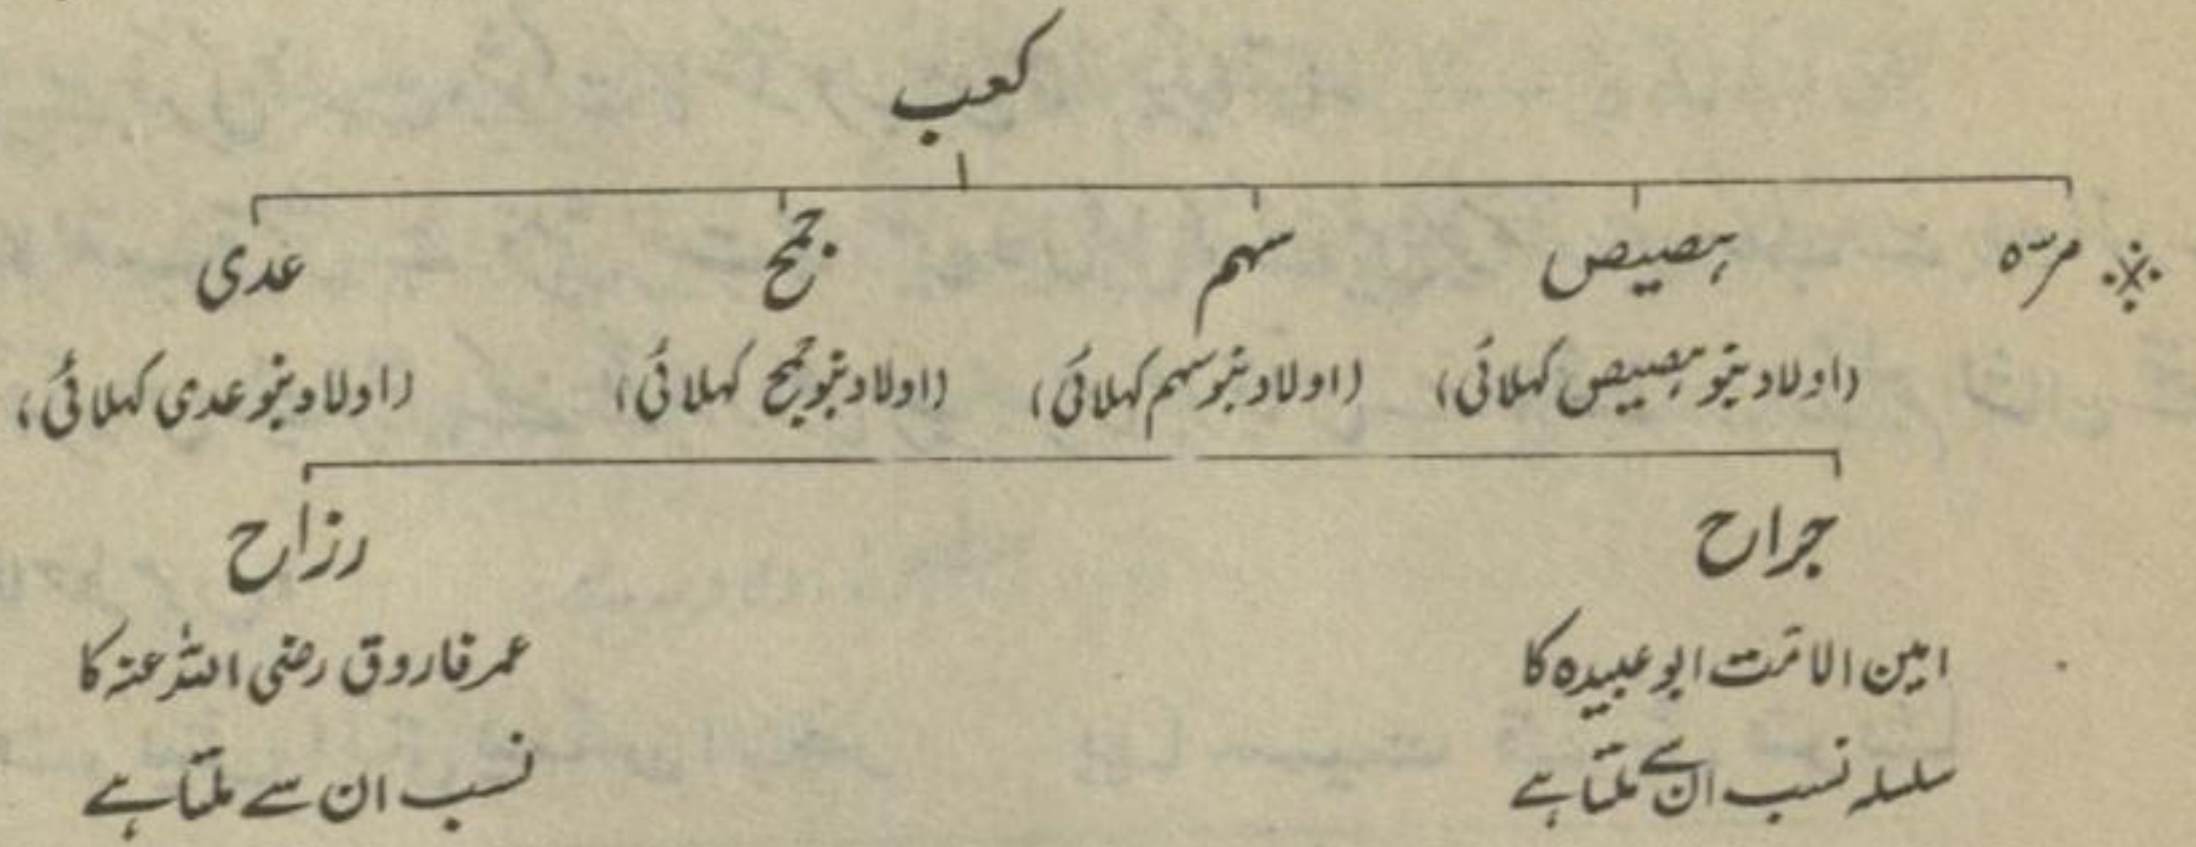 کعب
※ مرّہ ہصیص سہم جمح عدی
(اولاد بنو ہصیص کہلائی) (اولاد بنو سہم کہلائی) (اولاد بنو جمح کہلائی) (اولاد بنو عدی کہلائی)
جراح رزاح
امین الامّت ابو عبیدہ کا عمر فاروق رضی اللہ عنہ کا
سلسلہ نسب ان سے ملتا ہے نسب ان سے ملتا ہے